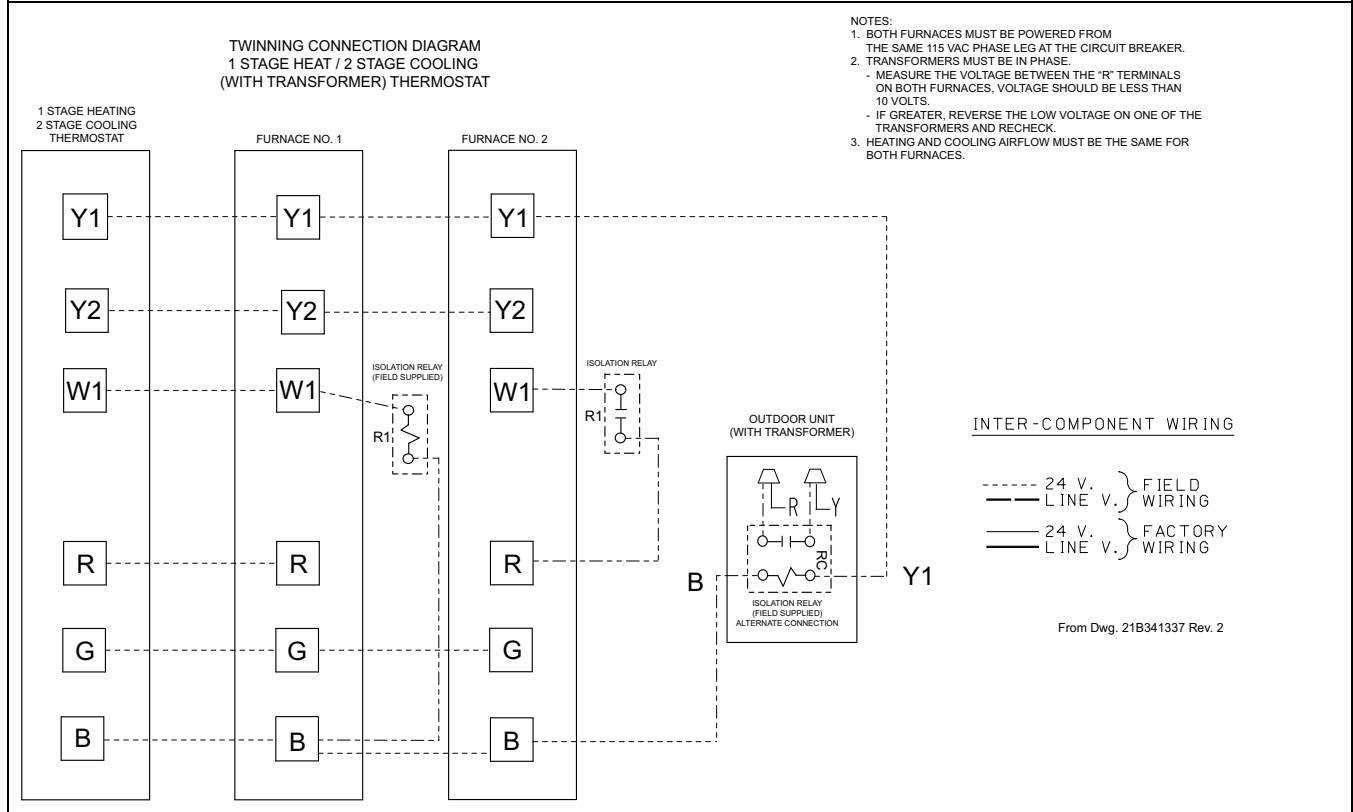 TWINNING CONNECTION DIAGRAM
1 STAGE HEAT / 2 STAGE COOLING
(WITH TRANSFORMER) THERMOSTAT
NOTES:
1. BOTH FURNACES MUST BE POWERED FROM
THE SAME 115 VAC PHASE LEG AT THE CIRCUIT BREAKER.
2. TRANSFORMERS MUST BE IN PHASE.
- MEASURE THE VOLTAGE BETWEEN THE "R" TERMINALS
ON BOTH FURNACES, VOLTAGE SHOULD BE LESS THAN
10 VOLTS.
- IF GREATER, REVERSE THE LOW VOLTAGE ON ONE OF THE
TRANSFORMERS AND RECHECK.
3. HEATING AND COOLING AIRFLOW MUST BE THE SAME FOR
BOTH FURNACES.
1 STAGE HEATING
2 STAGE COOLING
THERMOSTAT
FURNACE NO. 1
FURNACE NO. 2
Y1
Y1
Y1
Y2
Y2
Y2
W1
W1
ISOLATION RELAY
(FIELD SUPPLIED)
R1
W1
ISOLATION RELAY
R1
R
R
R
G
G
G
B
B
B
OUTDOOR UNIT
(WITH TRANSFORMER)
R
Y
RC
B
Y1
ISOLATION RELAY
(FIELD SUPPLIED)
ALTERNATE CONNECTION
INTER-COMPONENT WIRING
24 V.
LINE V.
FIELD
WIRING
24 V.
LINE V.
FACTORY
WIRING
From Dwg. 21B341337 Rev. 2